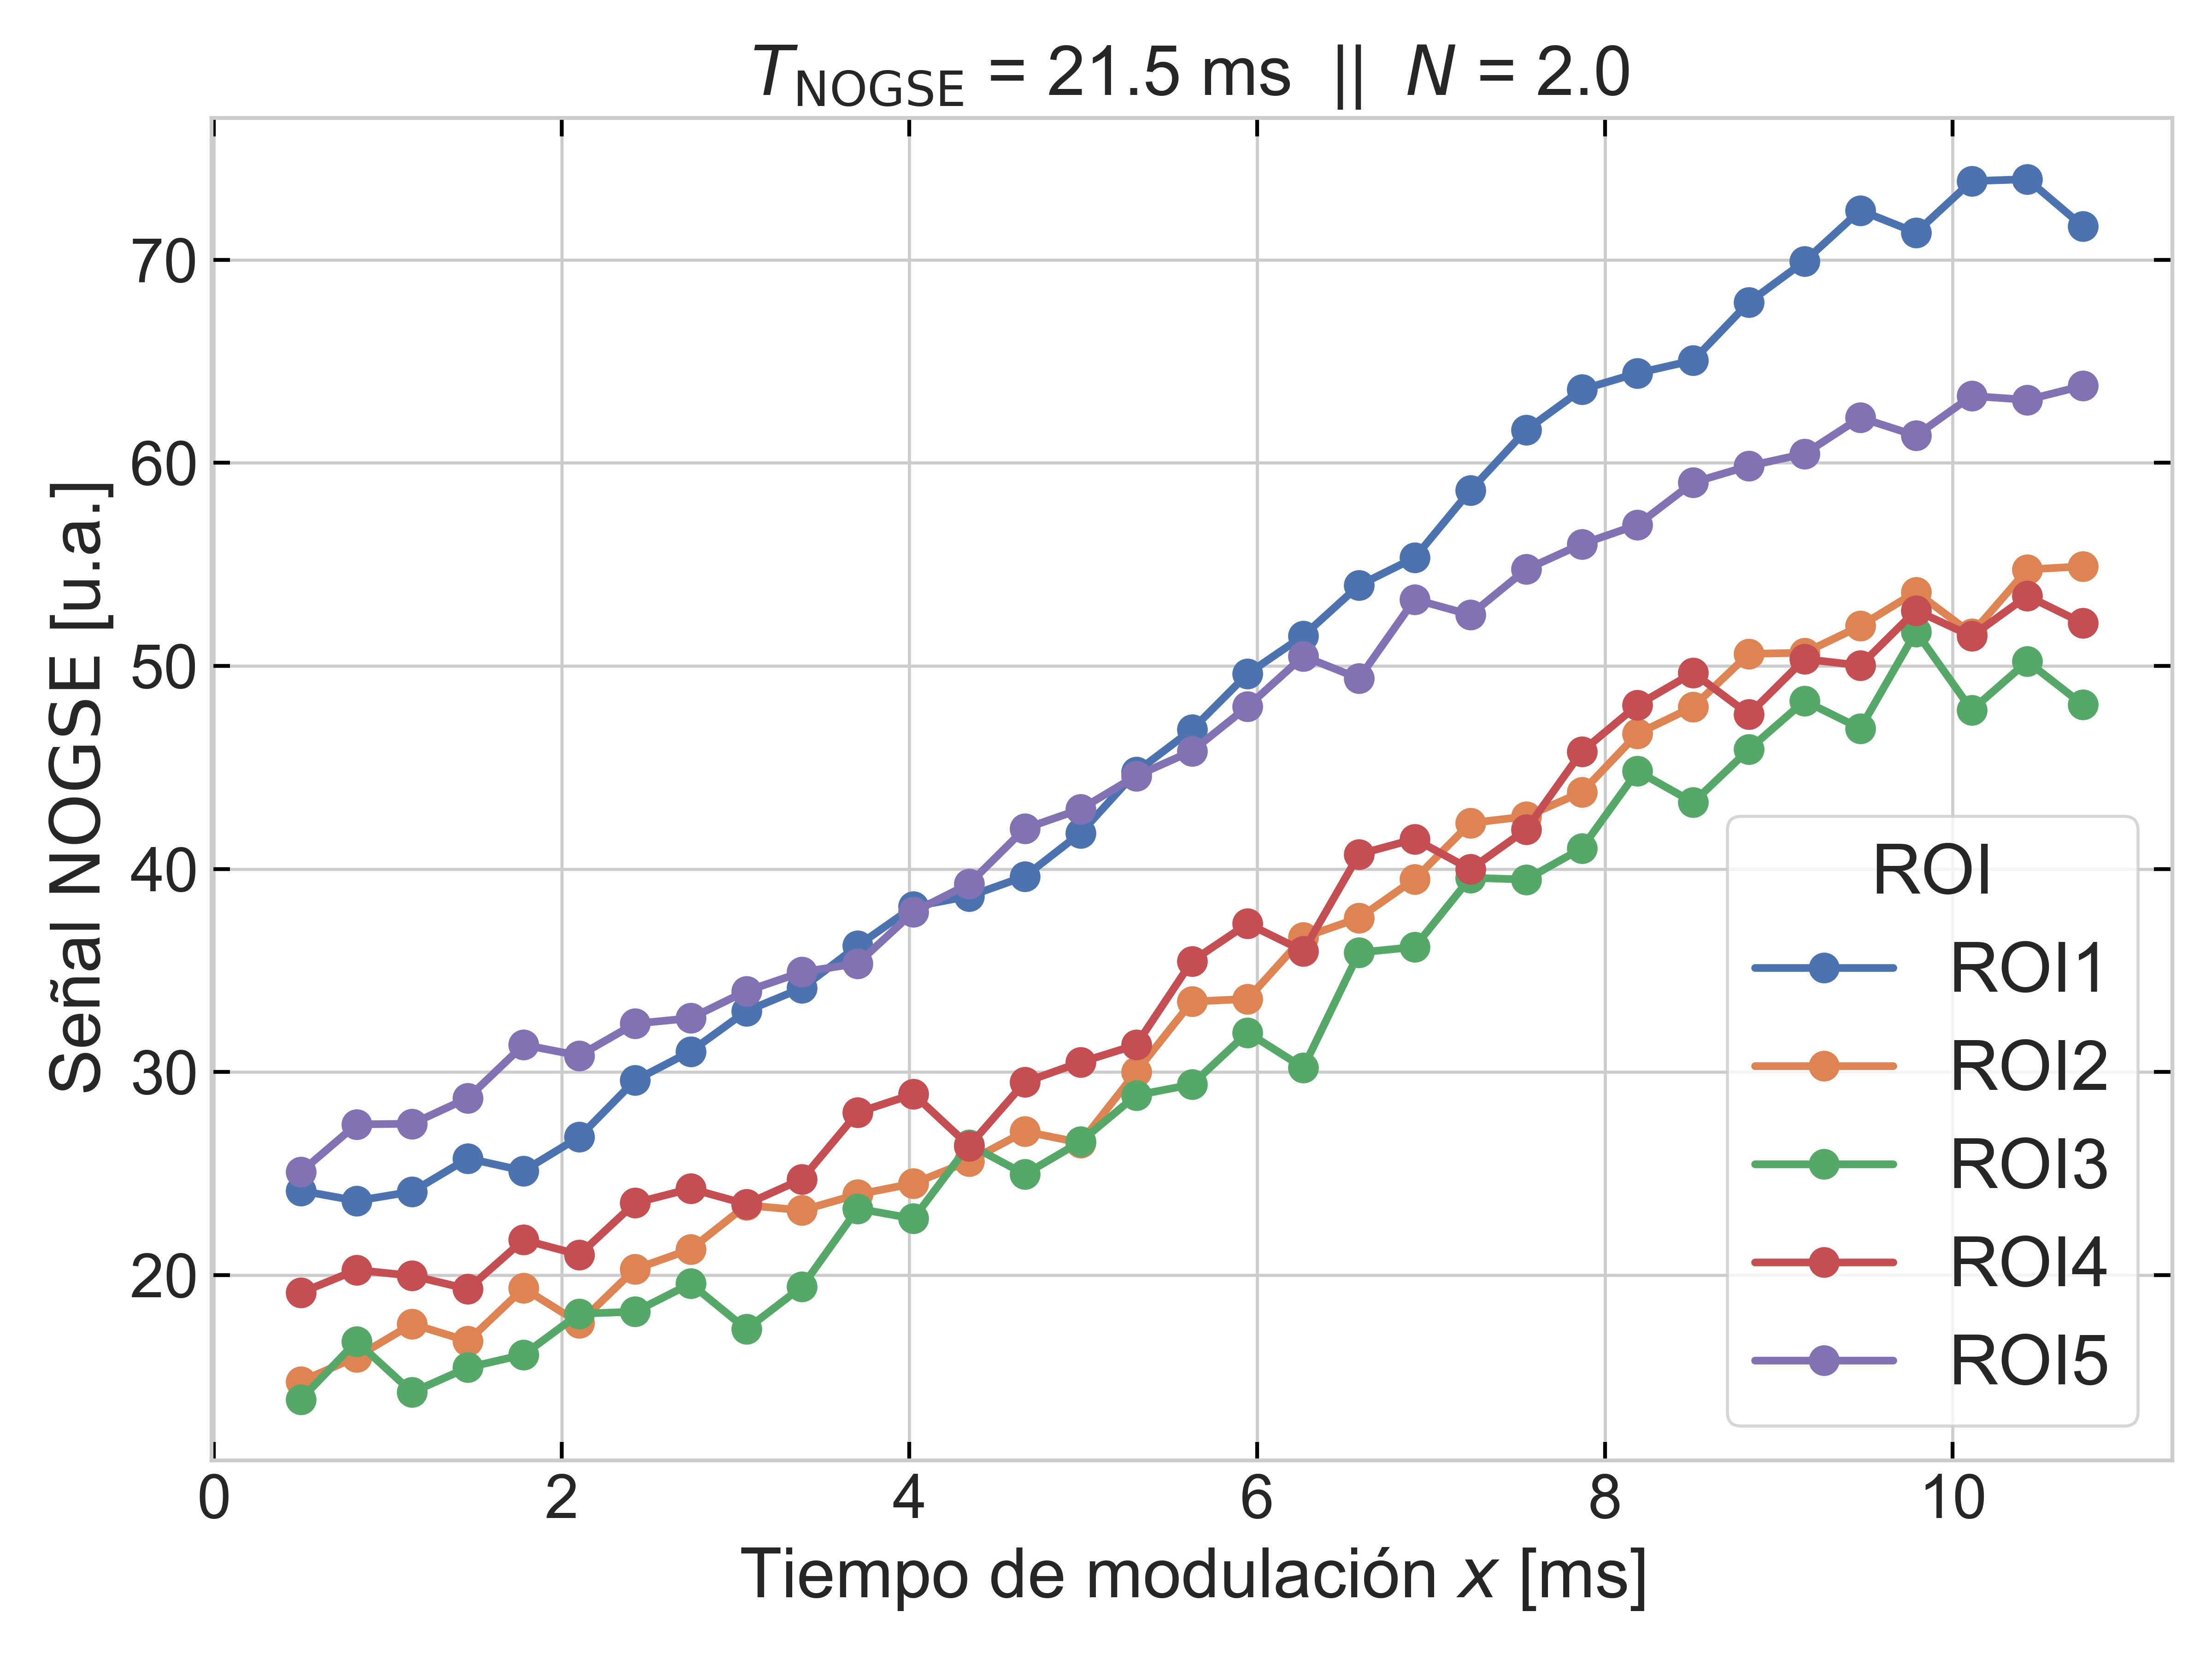 T_NOGSE = 21.5 ms || N = 2.0
Señal NOGSE [u.a.]
70
60
50
40
30
20
ROI
ROI1
ROI2
ROI3
ROI4
ROI5
0 2 4 6 8 10
Tiempo de modulación x [ms]